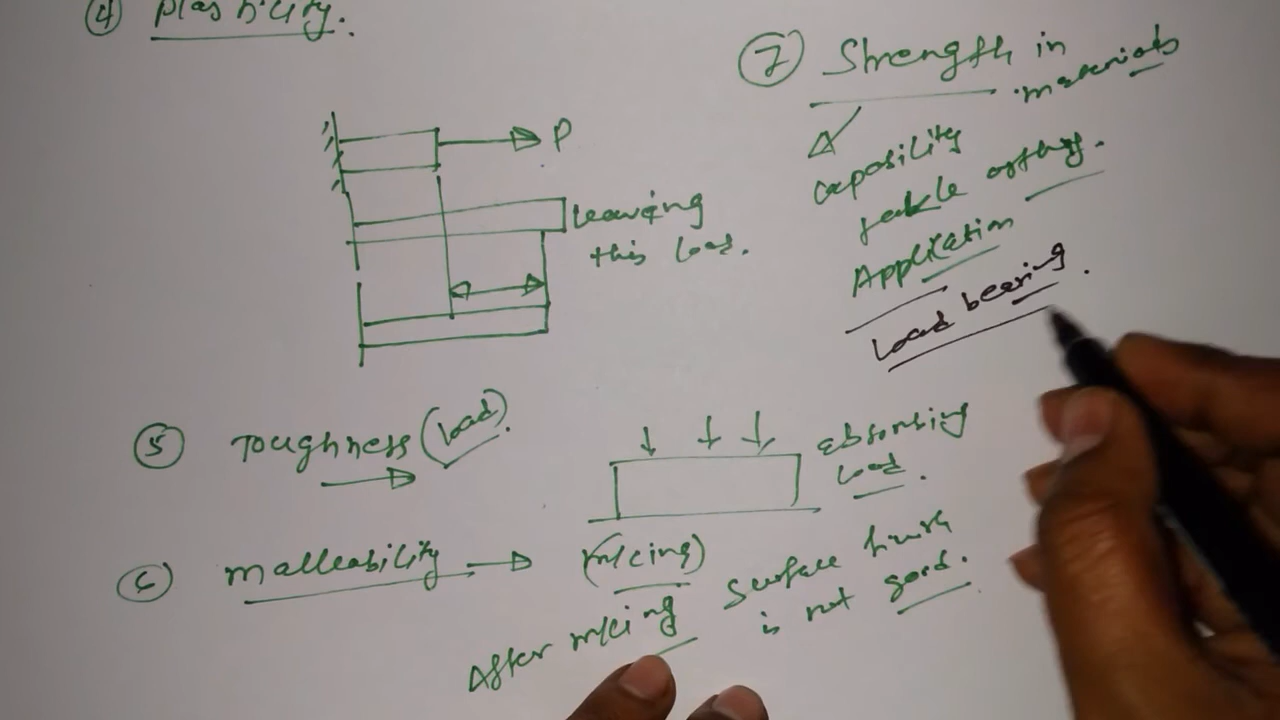 ④ Plasticity.
P
leaving
this load.
⑤ Toughness (load).
absorbing
load.
⑥ malleability
After
surface finish
is not good.
⑦ Strength in
materials
capability
Application
load bearing.